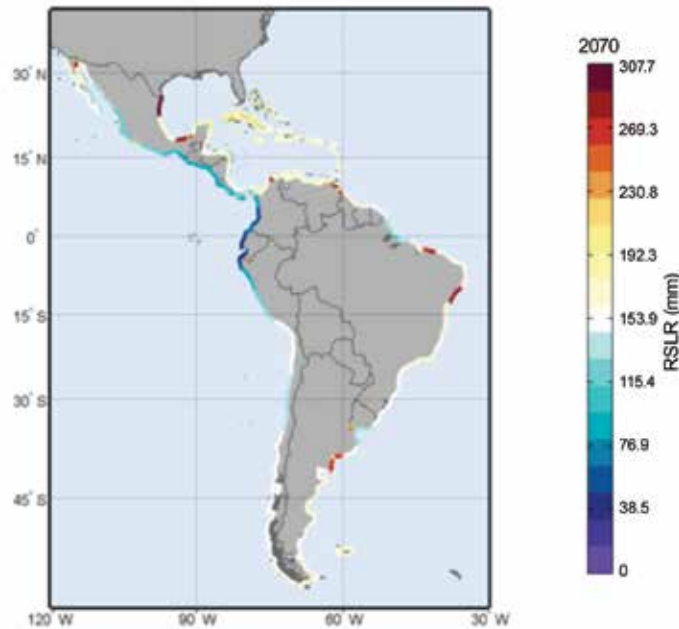 2070
307.7
269.3
230.8
192.3
153.9
115.4
76.9
38.5
0
RSLR (mm)
30° N
15° N
0°
15° S
30° S
45° S
120 W
90 W
60 W
30 W